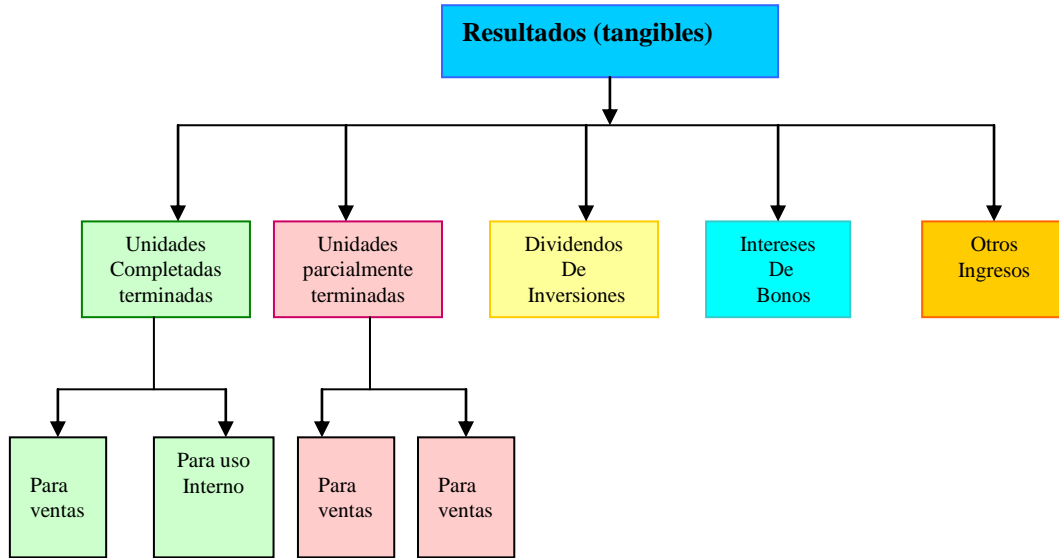 Resultados (tangibles)
Unidades
Completadas
terminadas
Unidades
parcialmente
terminadas
Dividendos
De
Inversiones
Intereses
De
Bonos
Otros
Ingresos
Para
ventas
Para uso
Interno
Para
ventas
Para
ventas